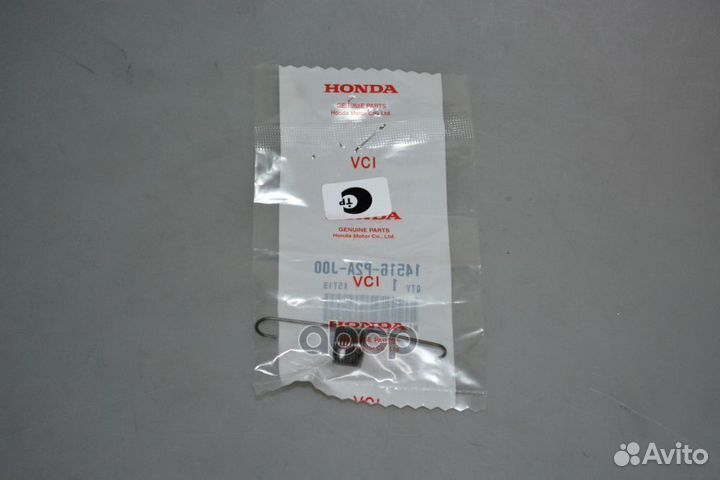 HONDA
GENUINE PARTS
Honda Motor Co., Ltd.
VCI
TP
HONDA
GENUINE PARTS
Honda Motor Co., Ltd.
14516-P2A-J00
VCI
QTY 1
HONDA
VCI
Avito